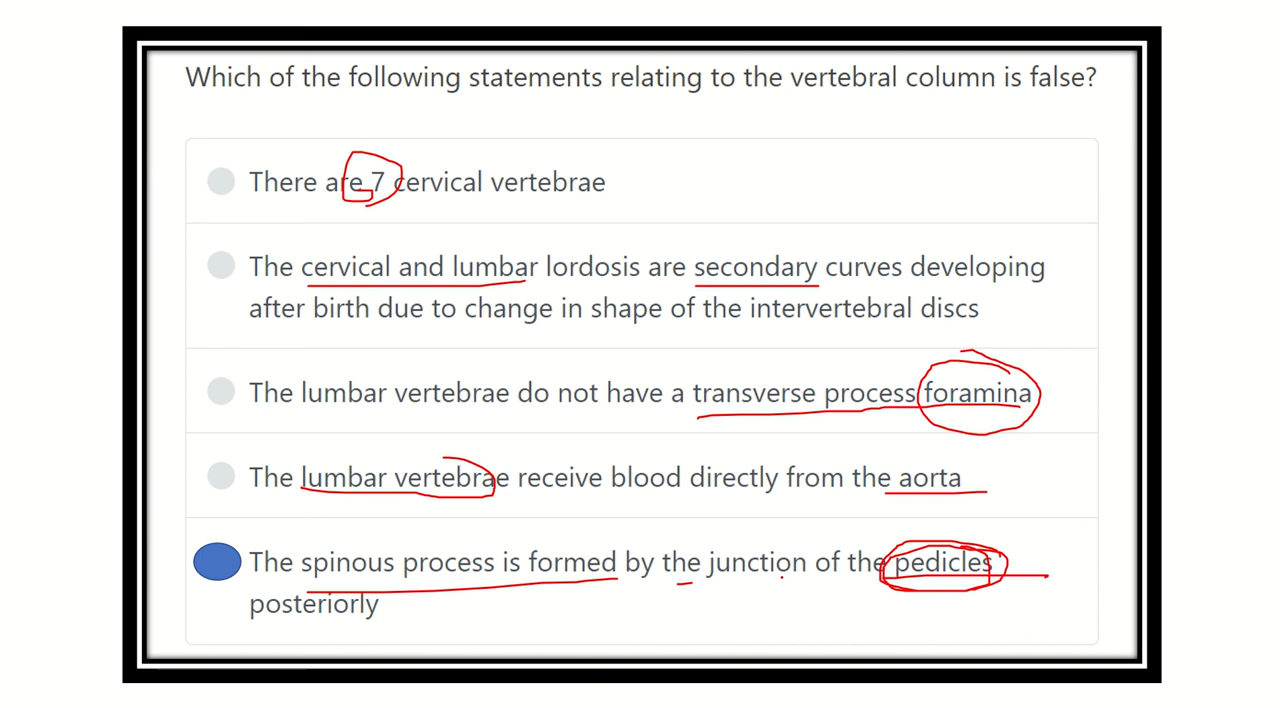 Which of the following statements relating to the vertebral column is false?
There are 7 cervical vertebrae
The cervical and lumbar lordosis are secondary curves developing
after birth due to change in shape of the intervertebral discs
The lumbar vertebrae do not have a transverse process foramina
The lumbar vertebrae receive blood directly from the aorta
The spinous process is formed by the junction of the pedicles
posteriorly